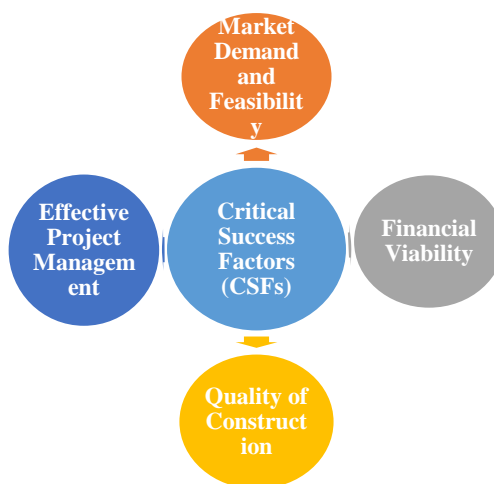 Market
Demand
and
Feasibilit
y
Effective
Project
Managem
ent
Critical
Success
Factors
(CSFs)
Financial
Viability
Quality of
Construct
ion